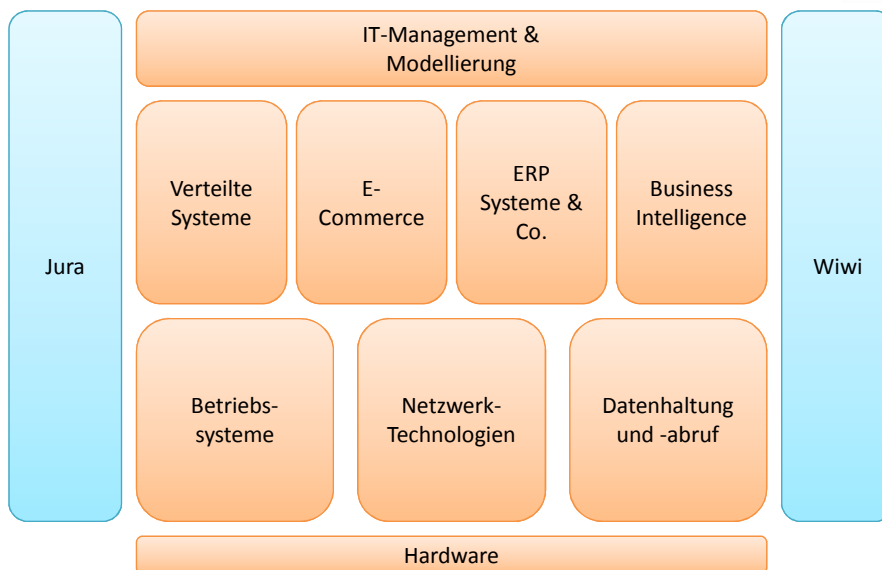 IT-Management &
Modellierung
Verteilte
Systeme
E-
Commerce
ERP
Systeme &
Co.
Business
Intelligence
Jura
Wiwi
Betriebs-
systeme
Netzwerk-
Technologien
Datenhaltung
und -abruf
Hardware